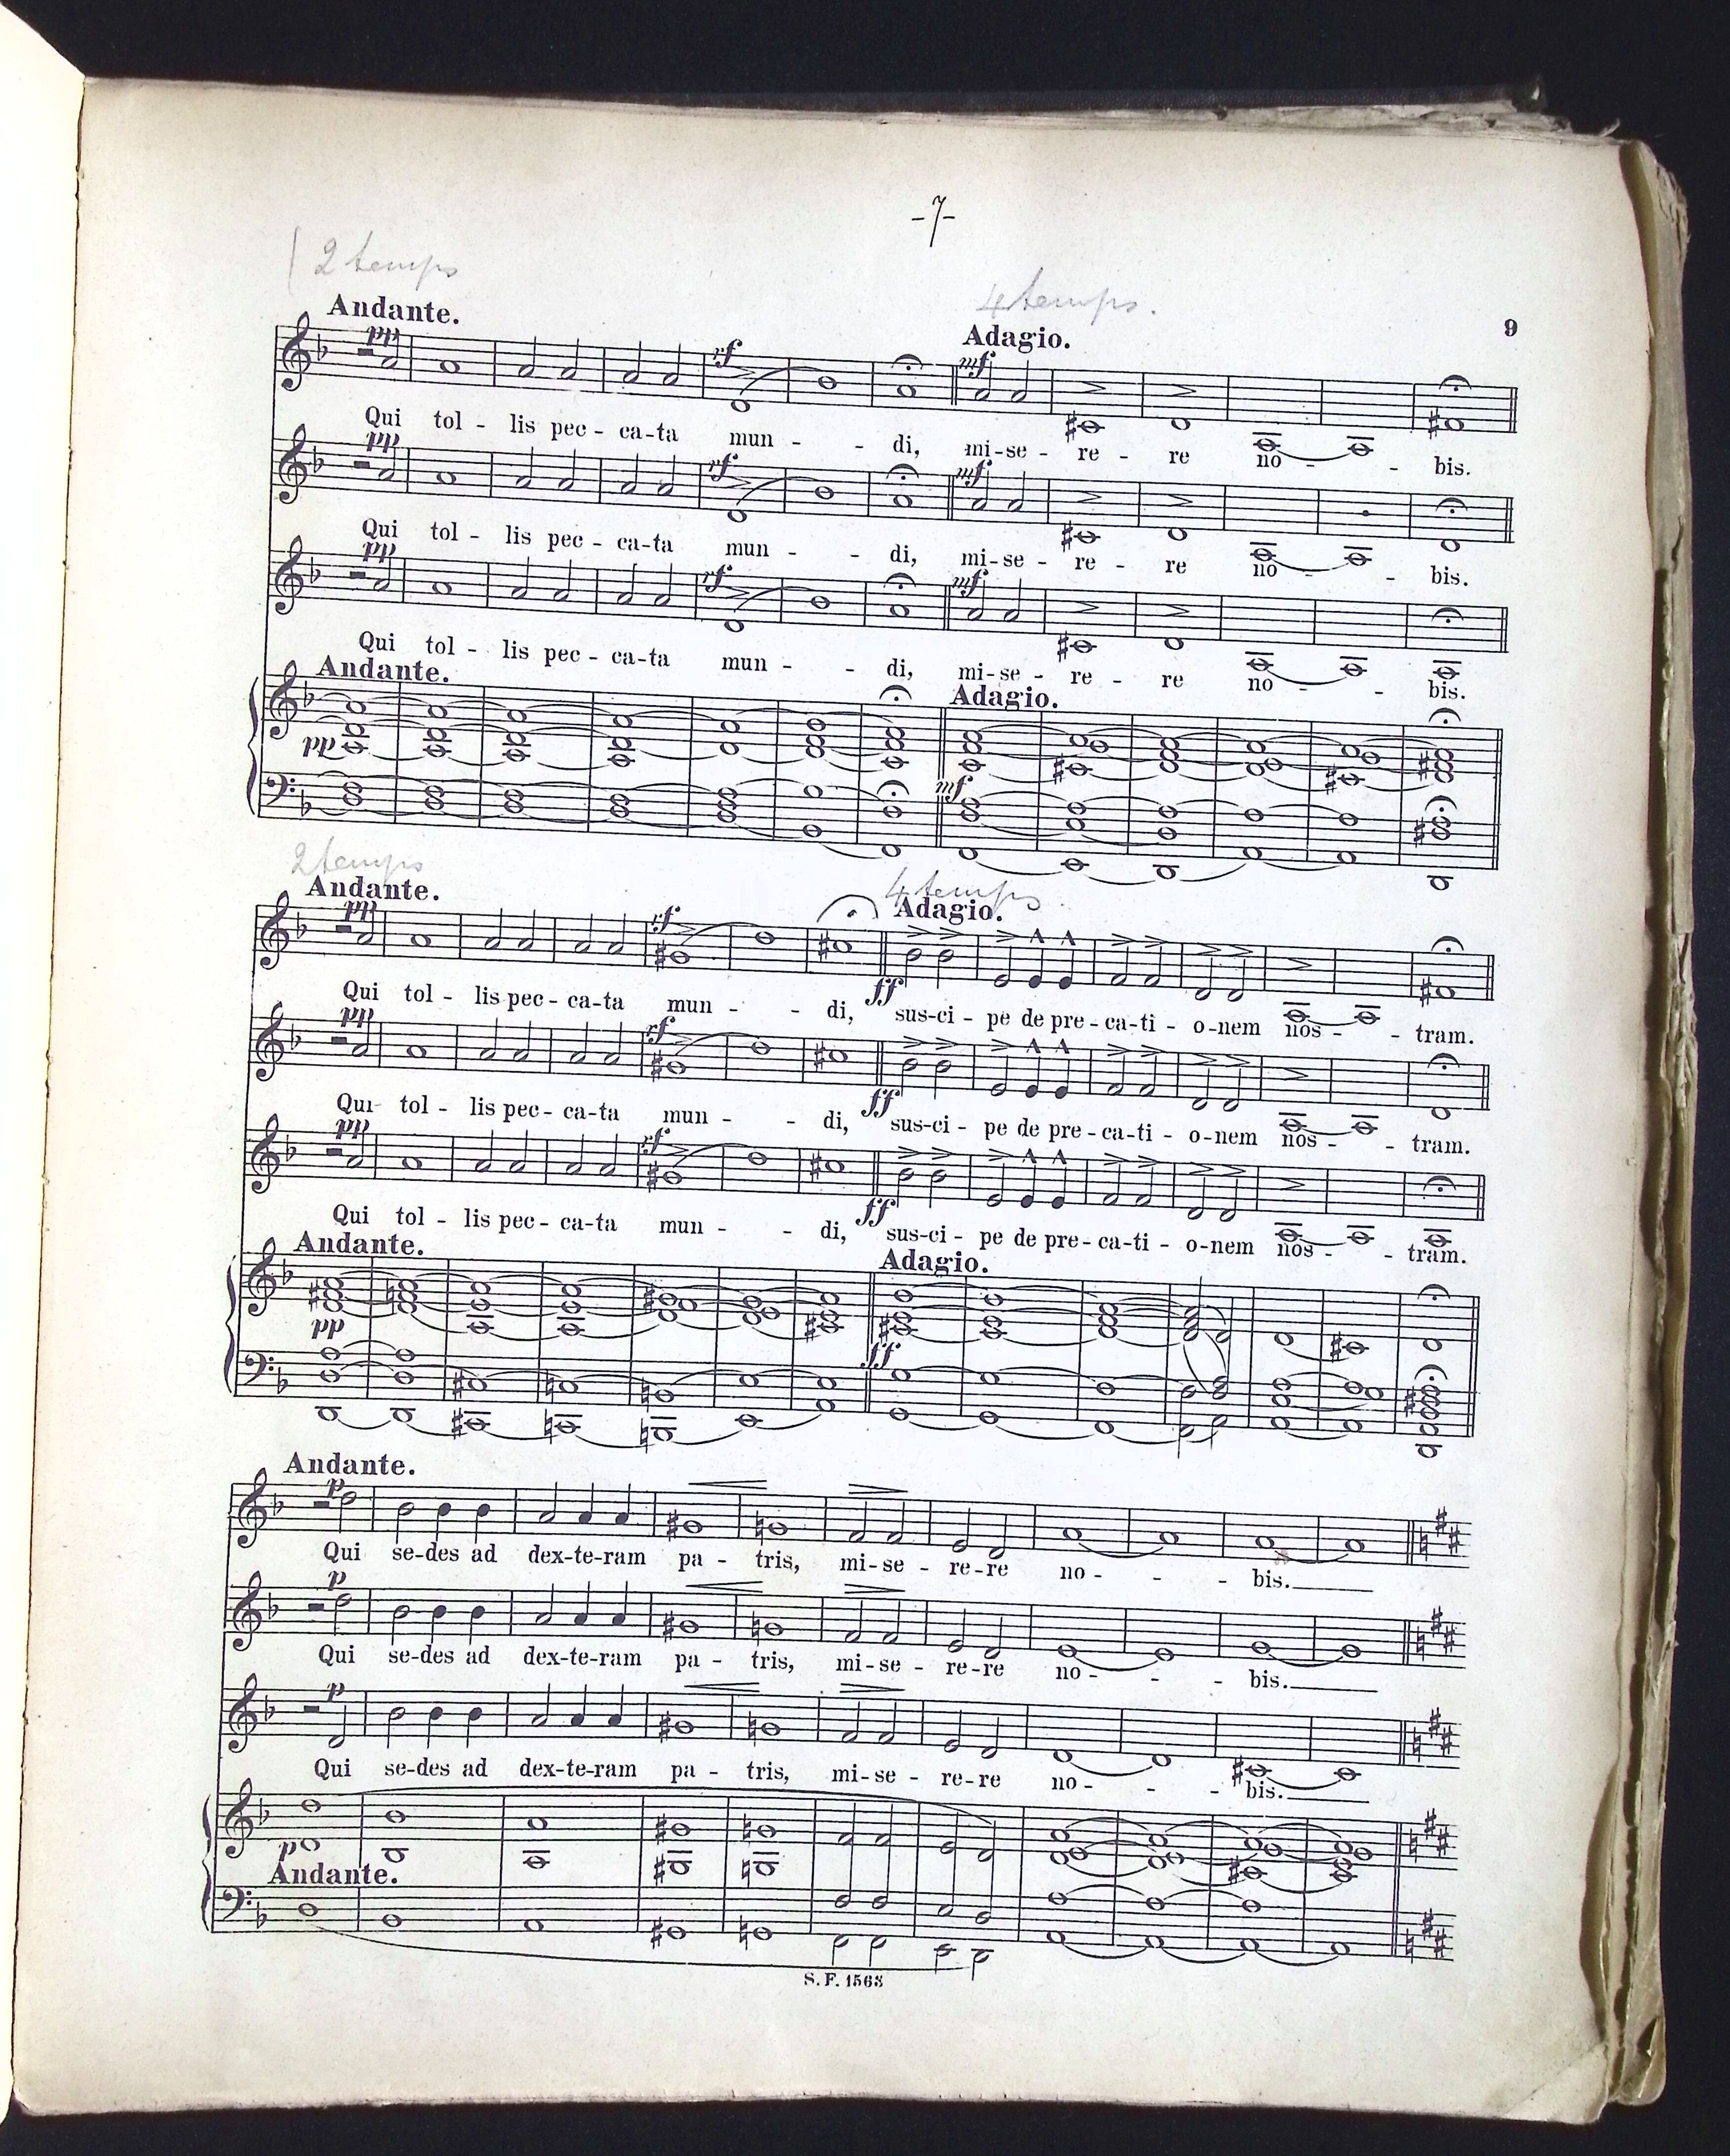 -7-
2 temps
4 temps.
Andante.
Adagio.
9
pp
rf
mf
Qui tol - lis pec - ca-ta mun - - di, mi-se - re - re no - - bis.
pp
rf
mf
Qui tol - lis pec - ca-ta mun - - di, mi-se - re - re no - - bis.
pp
rf
mf
Qui tol - lis pec - ca-ta mun - - di, mi-se - re - re no - - bis.
Andante.
Adagio.
pp
mf
2 temps
4 temps.
Andante.
Adagio.
pp
rf
ff
Qui tol - lis pec - ca-ta mun - - di, sus-ci - pe de pre - ca-ti - o-nem nos - - tram.
pp
rf
ff
Qui tol - lis pec - ca-ta mun - - di, sus-ci - pe de pre - ca-ti - o-nem nos - - tram.
pp
rf
ff
Qui tol - lis pec - ca-ta mun - - di, sus-ci - pe de pre - ca-ti - o-nem nos - - tram.
Andante.
Adagio.
pp
ff
Andante.
p
Qui se-des ad dex-te-ram pa - tris, mi-se - re-re no - - - bis.
p
Qui se-des ad dex-te-ram pa - tris, mi-se - re-re no - - - bis.
p
Qui se-des ad dex-te-ram pa - tris, mi-se - re-re no - - - bis.
p
Andante.
S. F. 1563